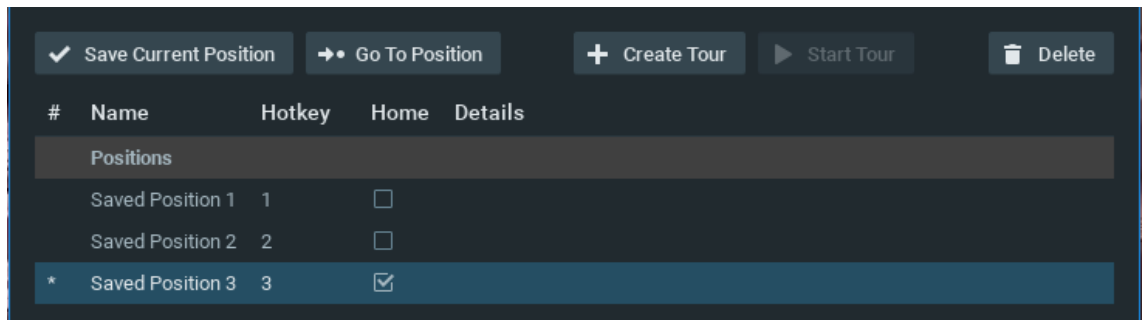 Save Current Position Go To Position Create Tour Start Tour Delete
# Name Hotkey Home Details
Positions
Saved Position 1 1
Saved Position 2 2
* Saved Position 3 3